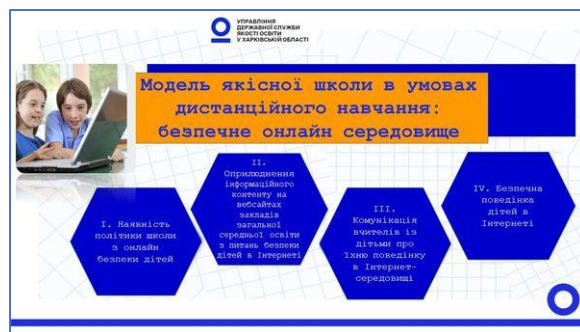 УПРАВЛІННЯ
ДЕРЖАВНОЇ СЛУЖБИ
ЯКОСТІ ОСВІТИ
У ХАРКІВСЬКІЙ ОБЛАСТІ
Модель якісної школи в умовах
дистанційного навчання:
безпечне онлайн середовище
I. Наявність
політики школи
з онлайн
безпеки дітей
II.
Оприлюднення
інформаційного
контенту на
вебсайтах
закладів
загальної
середньої освіти
з питань безпеки
дітей в Інтернеті
III.
Комунікація
вчителів із
дітьми про
їхню поведінку
в Інтернет-
середовищі
IV. Безпечна
поведінка
дітей в
Інтернеті